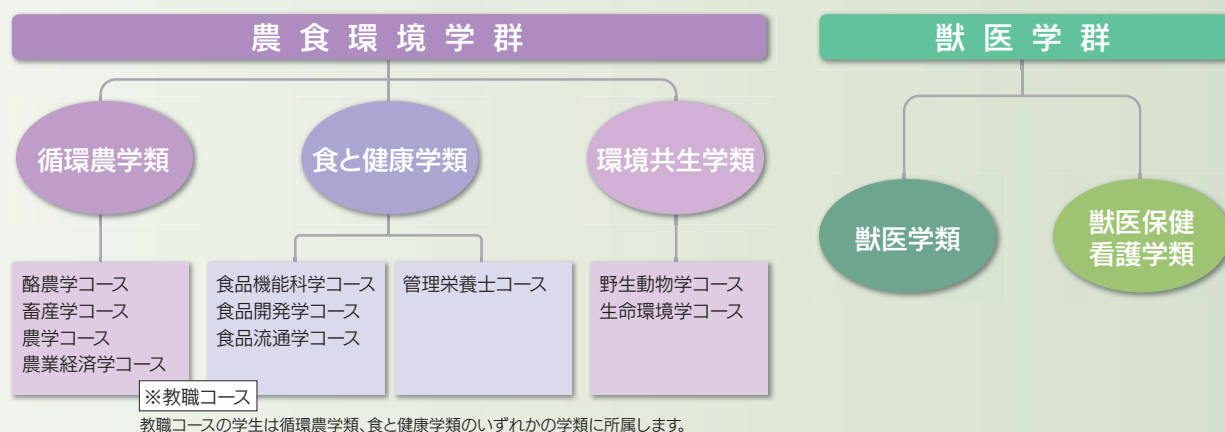 農食環境学群
獣医学群
循環農学類
食と健康学類
環境共生学類
獣医学類
獣医保健
看護学類
酪農学コース
畜産学コース
農学コース
農業経済学コース
食品機能科学コース
食品開発学コース
食品流通学コース
管理栄養士コース
野生動物学コース
生命環境学コース
※教職コース
教職コースの学生は循環農学類、食と健康学類のいずれかの学類に所属します。